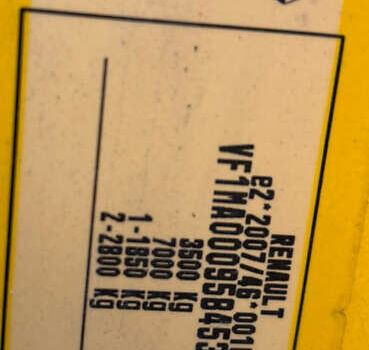 RENAULT
e2*2007/46*001
VF1MA000958453
3500 Kg
7000 Kg
1-1850 Kg
2-2800 Kg